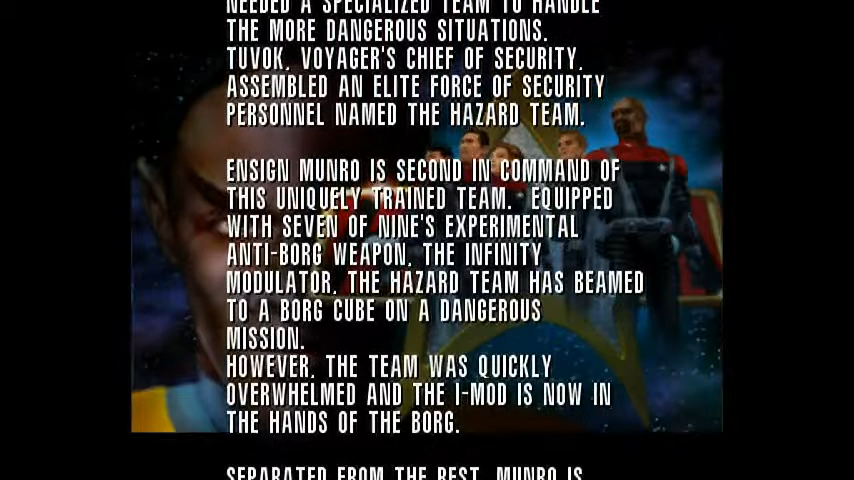 NEEDED A SPECIALIZED TEAM TO HANDLE
THE MORE DANGEROUS SITUATIONS.
TUVOK, VOYAGER'S CHIEF OF SECURITY,
ASSEMBLED AN ELITE FORCE OF SECURITY
PERSONNEL NAMED THE HAZARD TEAM.
ENSIGN MUNRO IS SECOND IN COMMAND OF
THIS UNIQUELY TRAINED TEAM. EQUIPPED
WITH SEVEN OF NINE'S EXPERIMENTAL
ANTI-BORG WEAPON, THE INFINITY
MODULATOR, THE HAZARD TEAM HAS BEAMED
TO A BORG CUBE ON A DANGEROUS
MISSION.
HOWEVER, THE TEAM WAS QUICKLY
OVERWHELMED AND THE I-MOD IS NOW IN
THE HANDS OF THE BORG.
SEPARATED FROM THE REST, MUNRO IS